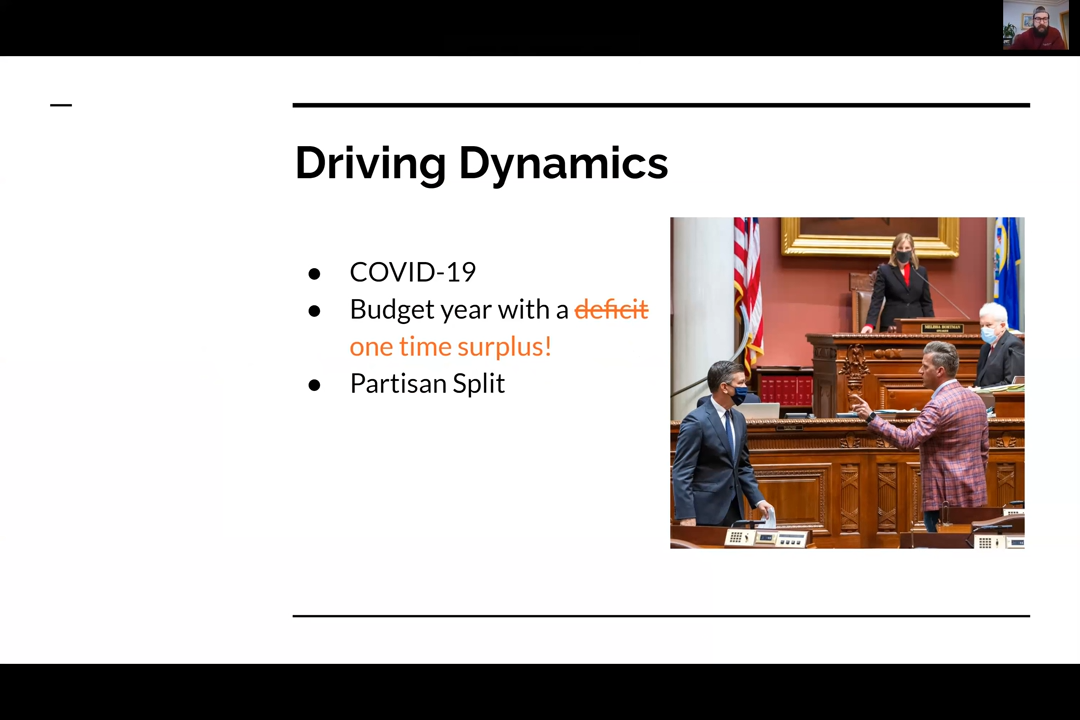 Driving Dynamics
● COVID-19
● Budget year with a deficit
one time surplus!
● Partisan Split
MELISSA HORTMAN